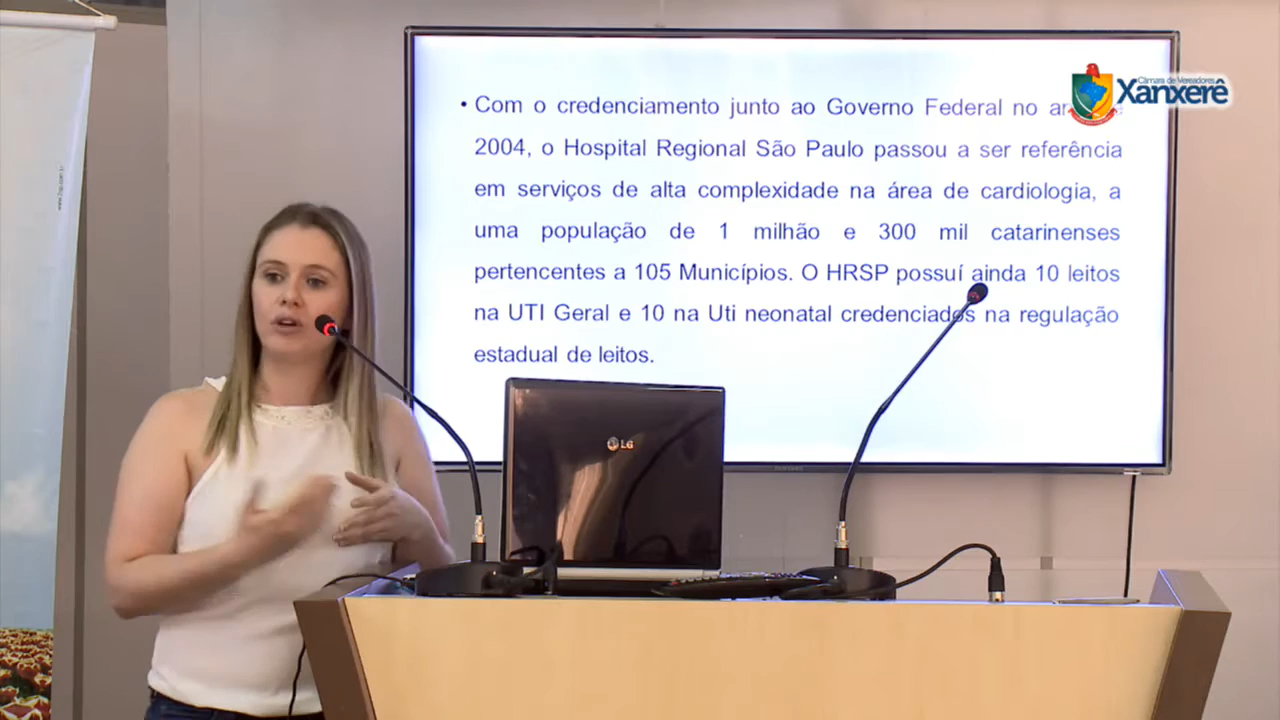 Câmara de Vereadores
Xanxerê
• Com o credenciamento junto ao Governo Federal no
2004, o Hospital Regional São Paulo passou a ser referência
em serviços de alta complexidade na área de cardiologia, a
uma população de 1 milhão e 300 mil catarinenses
pertencentes a 105 Municípios. O HRSP possuí ainda 10 leitos
na UTI Geral e 10 na Uti neonatal credenciados na regulação
estadual de leitos.
LG
SAMSUNG